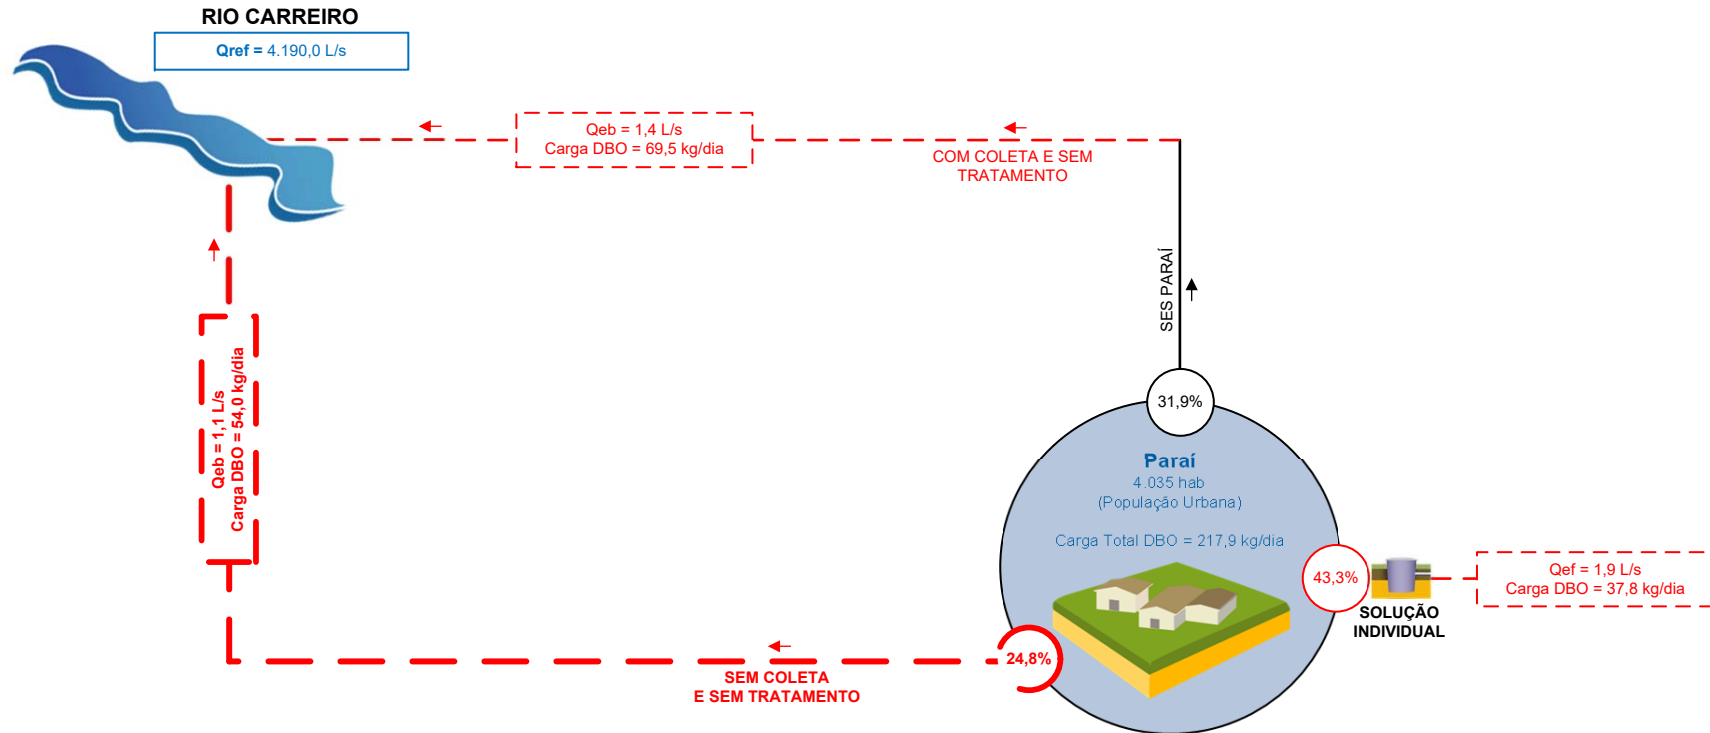 RIO CARREIRO
Qref = 4.190,0 L/s
Qeb = 1,4 L/s
Carga DBO = 69,5 kg/dia
COM COLETA E SEM
TRATAMENTO
SES PARAÍ
Qeb = 1,1 L/s
Carga DBO = 54,0 kg/dia
31,9%
Paraí
4.035 hab
(População Urbana)
Carga Total DBO = 217,9 kg/dia
43,3%
SOLUÇÃO
INDIVIDUAL
Qef = 1,9 L/s
Carga DBO = 37,8 kg/dia
24,8%
SEM COLETA
E SEM TRATAMENTO